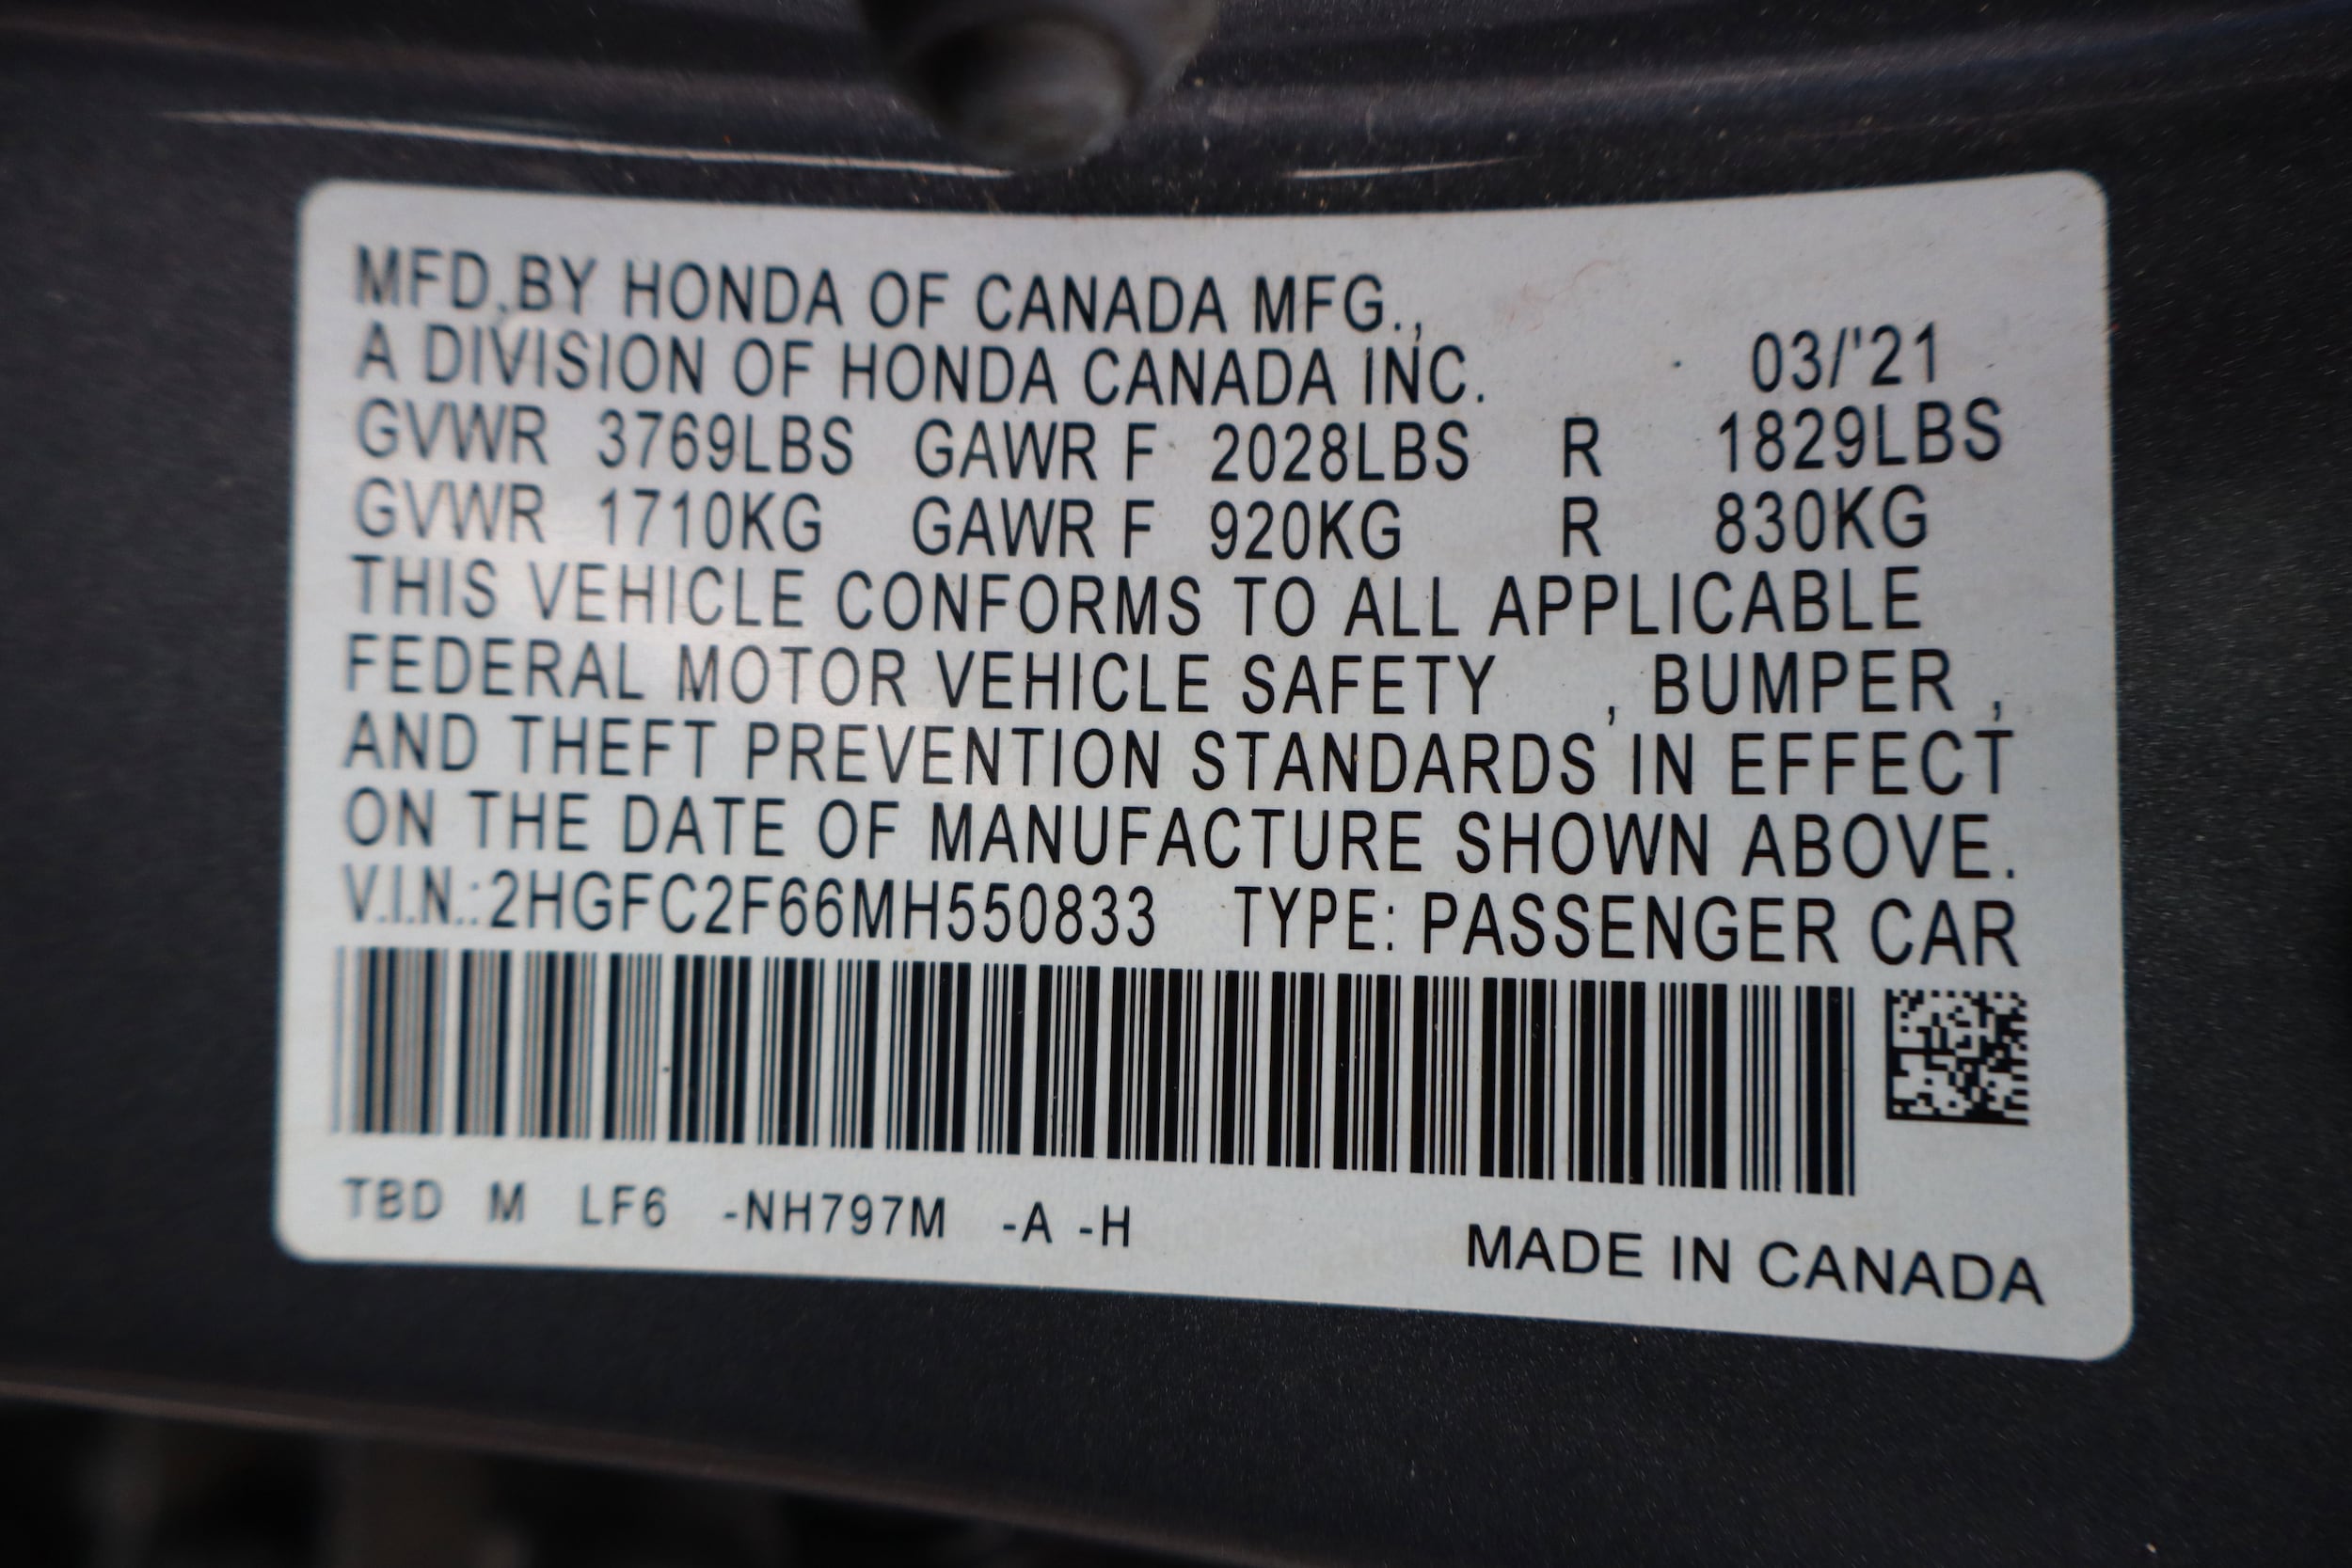 MFD.BY HONDA OF CANADA MFG.,
A DIVISION OF HONDA CANADA INC. 03/'21
GVWR 3769LBS GAWR F 2028LBS R 1829LBS
GVWR 1710KG GAWR F 920KG R 830KG
THIS VEHICLE CONFORMS TO ALL APPLICABLE
FEDERAL MOTOR VEHICLE SAFETY , BUMPER ,
AND THEFT PREVENTION STANDARDS IN EFFECT
ON THE DATE OF MANUFACTURE SHOWN ABOVE.
V.I.N.:2HGFC2F66MH550833 TYPE: PASSENGER CAR
TBD M LF6 -NH797M -A -H
MADE IN CANADA